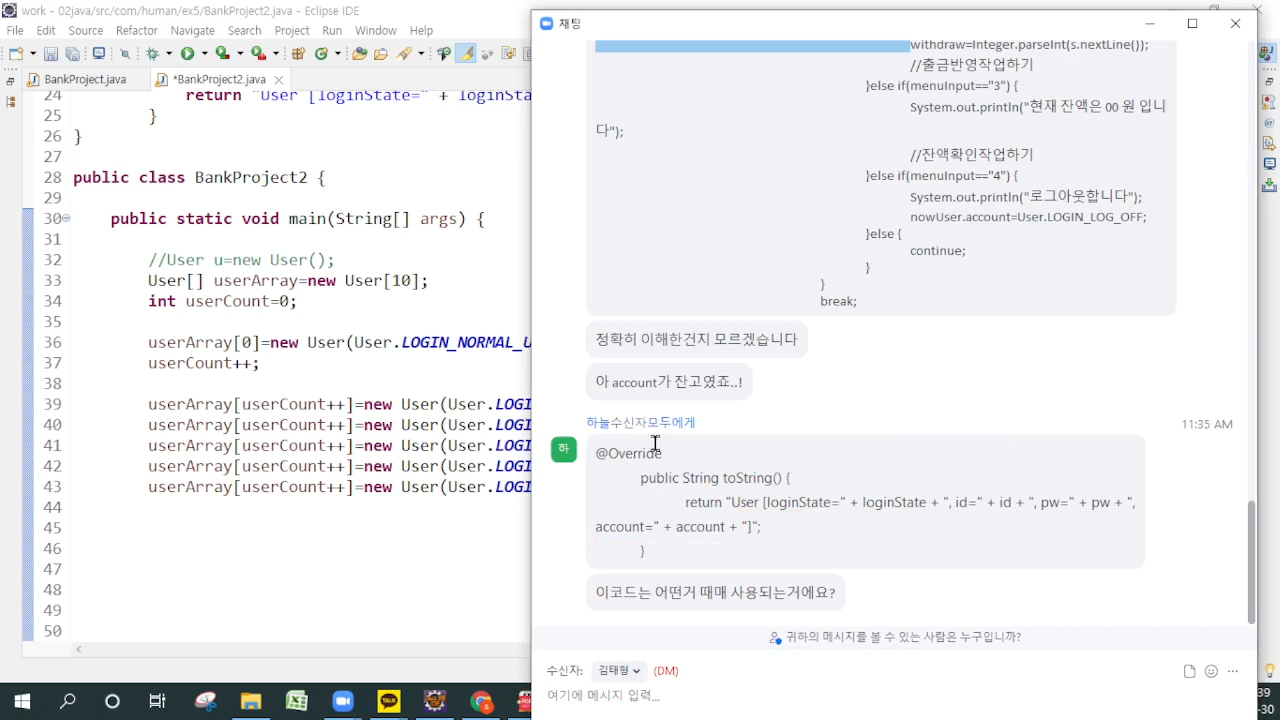 work - 02java/src/com/human/ex5/BankProject2.java - Eclipse IDE
File Edit Source Refactor Navigate Search Project Run Window Help
BankProject.java *BankProject2.java
24 return "User [loginState=" + loginSta
25 }
26 }
27
28 public class BankProject2 {
29
30 public static void main(String[] args) {
31
32 //User u=new User();
33 User[] userArray=new User[10];
34 int userCount=0;
35
36 userArray[0]=new User(User.LOGIN_NORMAL_U
37 userCount++;
38
39 userArray[userCount++]=new User(User.LOGI
40 userArray[userCount++]=new User(User.LOGI
41 userArray[userCount++]=new User(User.LOGI
42 userArray[userCount++]=new User(User.LOGI
43 userArray[userCount++]=new User(User.LOGI
44
45
46
47
48
49
50
채팅
withdraw=Integer.parseInt(s.nextLine());
//출금반영작업하기
}else if(menuInput=="3") {
System.out.println("현재 잔액은 00 원 입니
다");
//잔액확인작업하기
}else if(menuInput=="4") {
System.out.println("로그아웃합니다");
nowUser.account=User.LOGIN_LOG_OFF;
}else {
continue;
}
}
break;
정확히 이해한건지 모르겠습니다
아 account가 잔고였죠..!
하늘수신자모두에게 11:35 AM
하
@Override
public String toString() {
return "User [loginState=" + loginState + ", id=" + id + ", pw=" + pw + ",
account=" + account + "]";
}
이코드는 어떤거 때매 사용되는거에요?
귀하의 메시지를 볼 수 있는 사람은 누구입니까?
수신자: 김태형 (DM)
여기에 메시지 입력...
TALK
39
-30